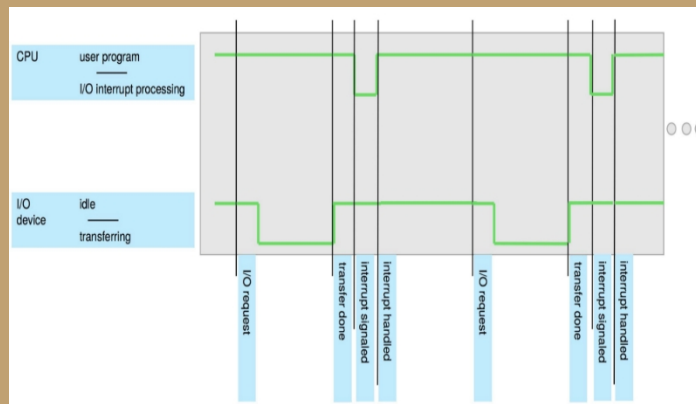 CPU
user program
I/O interrupt processing
I/O
device
idle
transferring
I/O request
transfer done
interrupt signaled
interrupt handled
I/O request
transfer done
interrupt signaled
interrupt handled